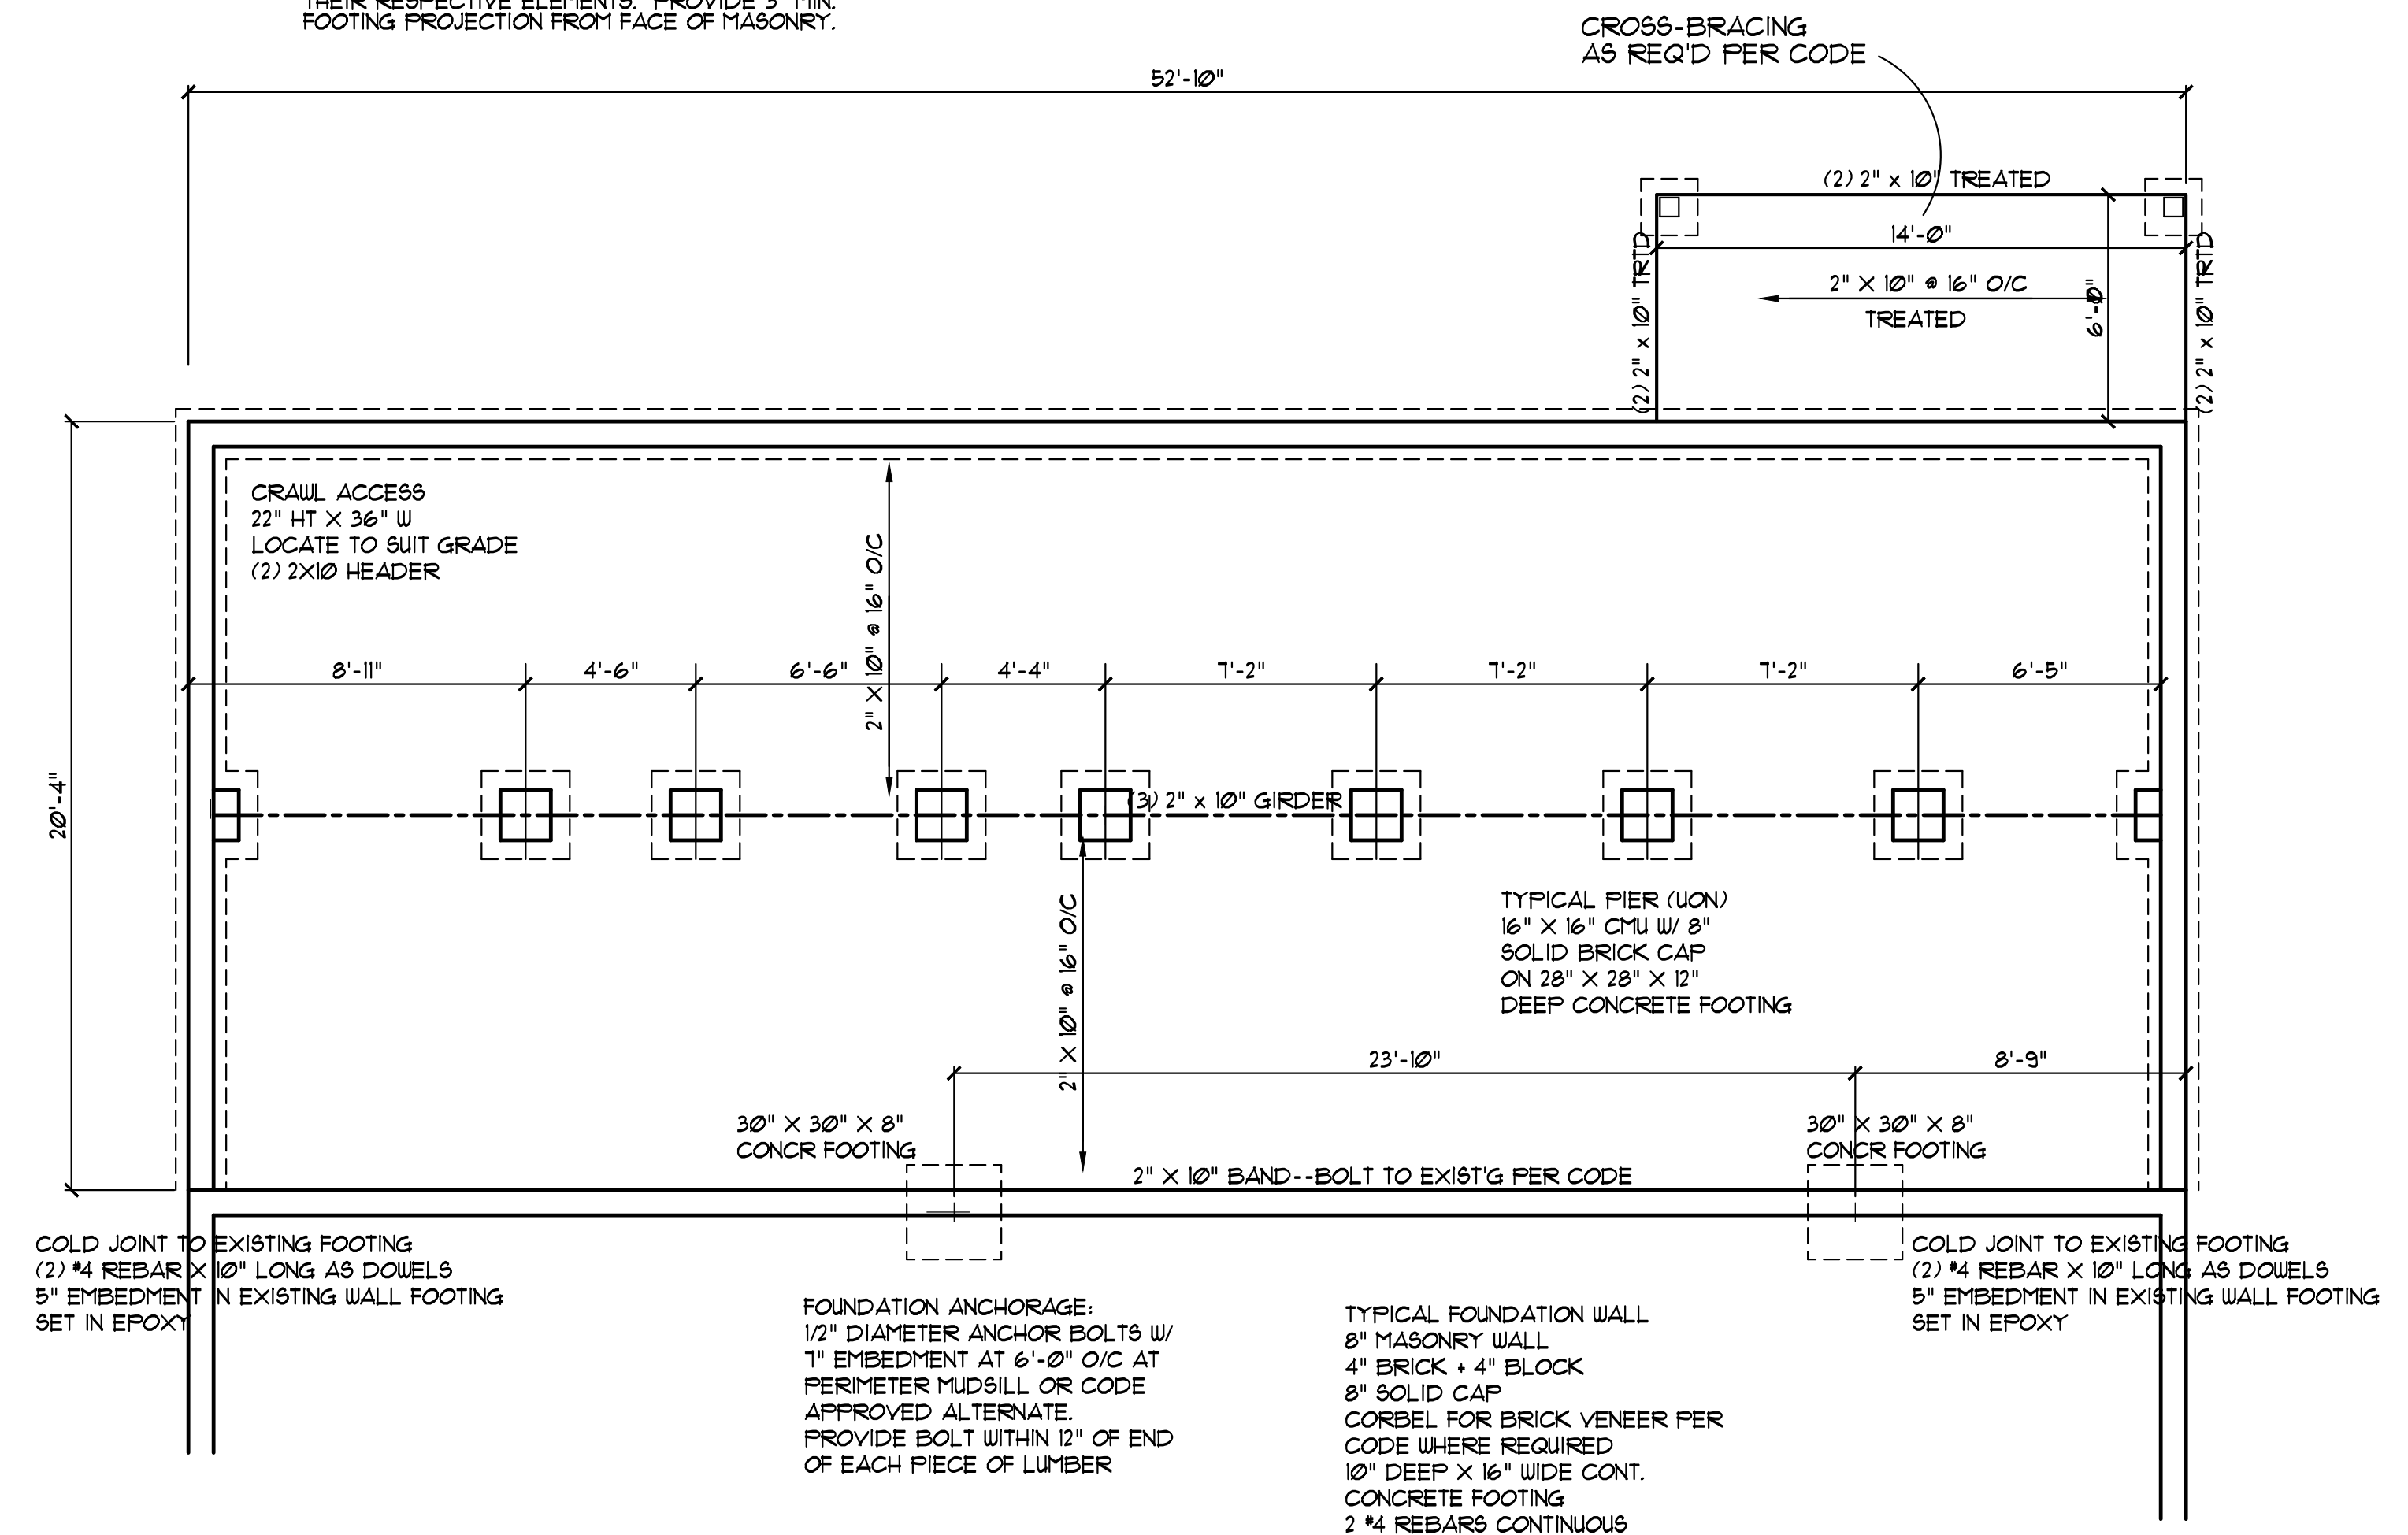 THEIR RESPECTIVE ELEMENTS. PROVIDE 3" MIN.
FOOTING PROJECTION FROM FACE OF MASONRY.
CROSS-BRACING
AS REQ'D PER CODE
52'-10"
(2) 2" x 10" TREATED
14'-0"
(2) 2" x 10" TRTD
2" X 10" @ 16" O/C
TREATED
6'-0"
(2) 2" x 10" TRTD
CRAWL ACCESS
22" HT X 36" W
LOCATE TO SUIT GRADE
(2) 2X10 HEADER
2" X 10" @ 16" O/C
8'-11"
4'-6"
6'-6"
4'-4"
7'-2"
7'-2"
7'-2"
6'-5"
20'-4"
(3) 2" x 10" GIRDER
2" X 10" @ 16" O/C
TYPICAL PIER (UON)
16" X 16" CMU W/ 8"
SOLID BRICK CAP
ON 28" X 28" X 12"
DEEP CONCRETE FOOTING
23'-10"
8'-9"
30" X 30" X 8"
CONCR FOOTING
30" X 30" X 8"
CONCR FOOTING
2" X 10" BAND--BOLT TO EXIST'G PER CODE
COLD JOINT TO EXISTING FOOTING
(2) #4 REBAR X 10" LONG AS DOWELS
5" EMBEDMENT IN EXISTING WALL FOOTING
SET IN EPOXY
COLD JOINT TO EXISTING FOOTING
(2) #4 REBAR X 10" LONG AS DOWELS
5" EMBEDMENT IN EXISTING WALL FOOTING
SET IN EPOXY
FOUNDATION ANCHORAGE:
1/2" DIAMETER ANCHOR BOLTS W/
7" EMBEDMENT AT 6'-0" O/C AT
PERIMETER MUDSILL OR CODE
APPROVED ALTERNATE.
PROVIDE BOLT WITHIN 12" OF END
OF EACH PIECE OF LUMBER
TYPICAL FOUNDATION WALL
8" MASONRY WALL
4" BRICK + 4" BLOCK
8" SOLID CAP
CORBEL FOR BRICK VENEER PER
CODE WHERE REQUIRED
10" DEEP X 16" WIDE CONT.
CONCRETE FOOTING
2 #4 REBARS CONTINUOUS